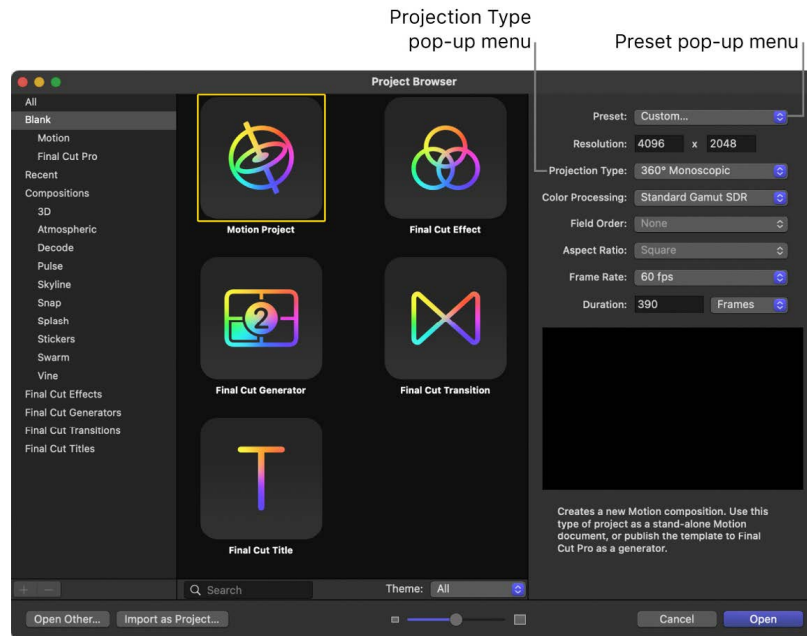 Projection Type
pop-up menu
Preset pop-up menu
Project Browser
All
Blank
Motion
Final Cut Pro
Recent
Compositions
3D
Atmospheric
Decode
Pulse
Skyline
Snap
Splash
Stickers
Swarm
Vine
Final Cut Effects
Final Cut Generators
Final Cut Transitions
Final Cut Titles
Motion Project
Final Cut Effect
2
Final Cut Generator
Final Cut Transition
T
Final Cut Title
Preset: Custom...
Resolution: 4096 x 2048
Projection Type: 360° Monoscopic
Color Processing: Standard Gamut SDR
Field Order: None
Aspect Ratio: Square
Frame Rate: 60 fps
Duration: 390 Frames
Creates a new Motion composition. Use this
type of project as a stand-alone Motion
document, or publish the template to Final
Cut Pro as a generator.
+ −
Search
Theme: All
Open Other... Import as Project...
Cancel Open